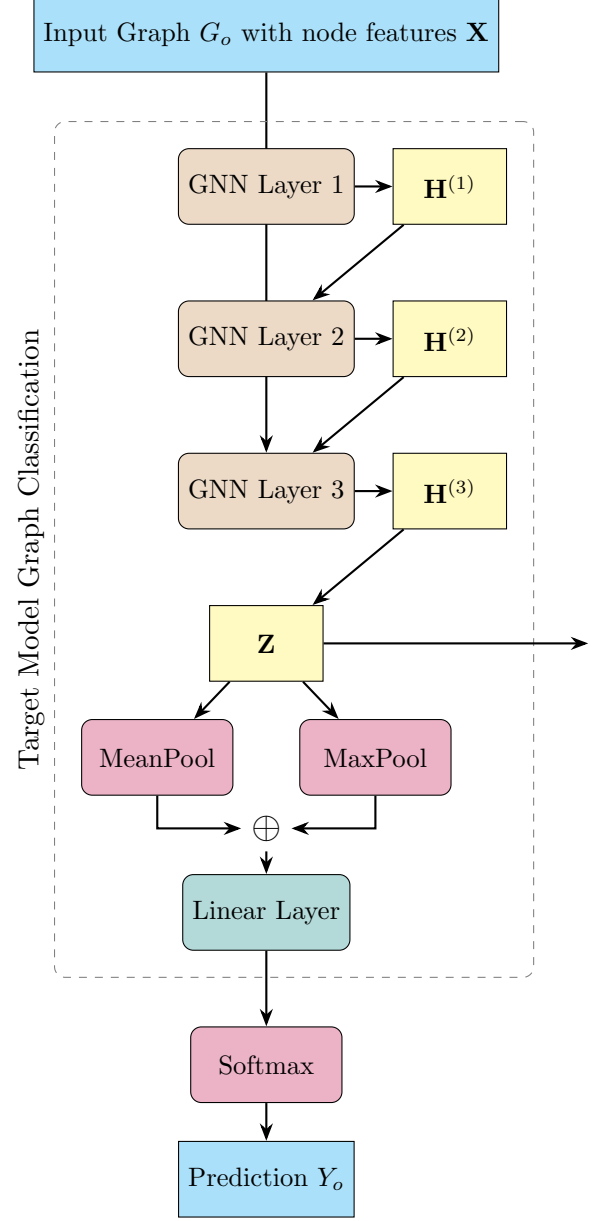 Input Graph G_o with node features X
Target Model Graph Classification
GNN Layer 1
H^(1)
GNN Layer 2
H^(2)
GNN Layer 3
H^(3)
Z
MeanPool
MaxPool
⊕
Linear Layer
Softmax
Prediction Y_o